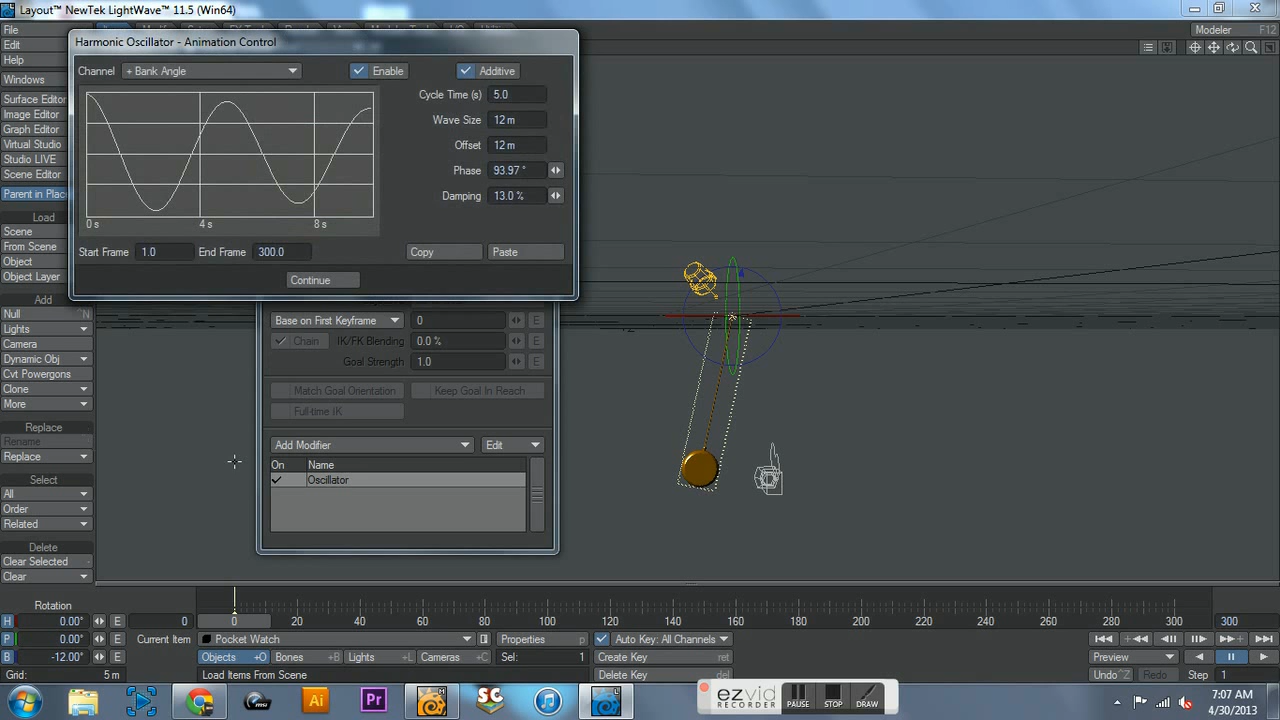 Layout™ NewTek LightWave™ 11.5 (Win64)
File
Edit
Help
Windows
Surface Editor
Image Editor
Graph Editor
Virtual Studio
Studio LIVE
Scene Editor
Parent in Place
Load
Scene
From Scene
Object
Object Layer
Add
Null ^N
Lights
Camera
Dynamic Obj
Cvt Powergons
Clone
More
Replace
Rename
Replace
Select
All
Order
Related
Delete
Clear Selected -
Clear
Modeler F12
Harmonic Oscillator - Animation Control
Channel + Bank Angle Enable Additive
Cycle Time (s) 5.0
Wave Size 12 m
Offset 12 m
Phase 93.97 °
Damping 13.0 %
0 s 4 s 8 s
Start Frame 1.0 End Frame 300.0 Copy Paste
Continue
Base on First Keyframe 0 E
Chain IK/FK Blending 0.0 % E
Goal Strength 1.0 E
Match Goal Orientation Keep Goal In Reach
Full-time IK
Add Modifier Edit
On Name
Oscillator
Rotation
H 0.00° E 0
P 0.00° E Current Item Pocket Watch Properties p Auto Key: All Channels
B -12.00° E Objects +O Bones +B Lights +L Cameras +C Sel: 1 Create Key ret
Grid: 5 m Load Items From Scene Delete Key del
0 20 40 60 80 100 120 140 160 180 200 220 240 260 280 300 300
Preview
Undo ^Z Redo Step 1
Ai Pr SC
ezvid RECORDER PAUSE STOP DRAW
7:07 AM
4/30/2013